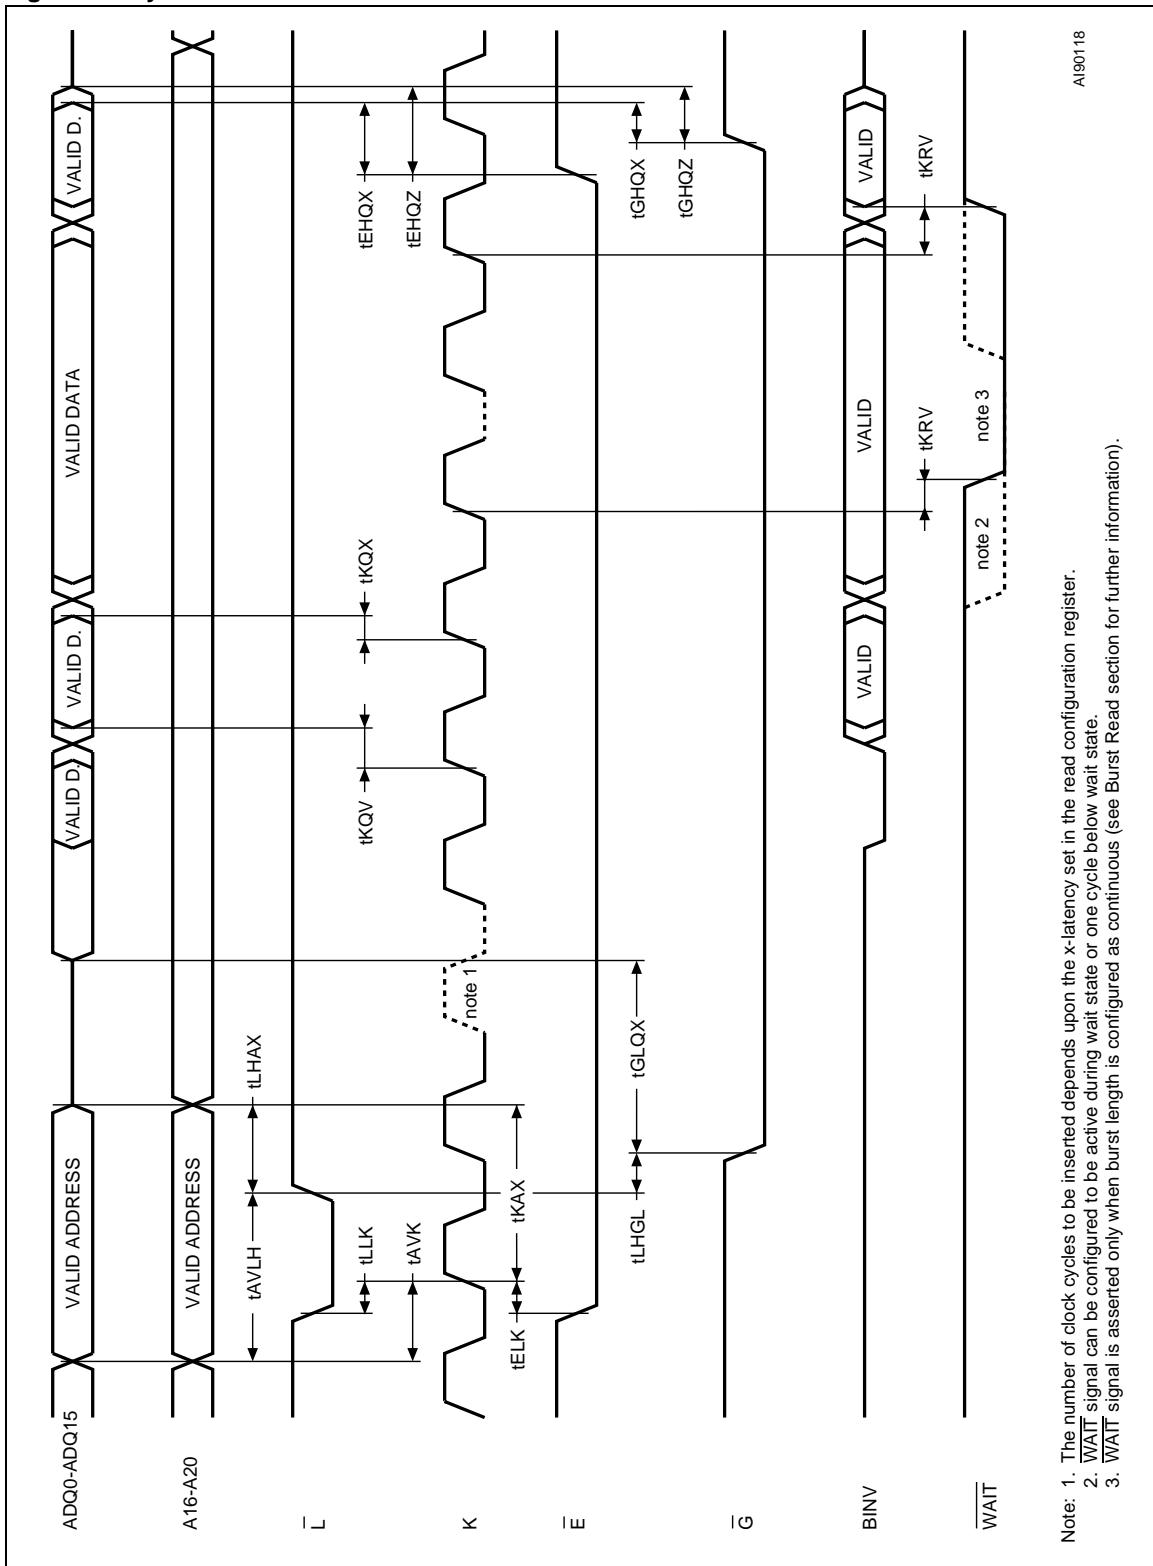 ADQ0-ADQ15
VALID ADDRESS
VALID D.
VALID D.
VALID DATA
VALID D.
A16-A20
VALID ADDRESS
tAVLH
tLHAX
L
tLLK
tKQV
tKQX
tEHQX
tAVK
tEHQZ
K
note 1
tELK
tKAX
E
tLHGL
tGLQX
tGHQX
tGHQZ
G
BINV
VALID
VALID
VALID
tKRV
tKRV
WAIT
note 2
note 3
AI90118
Note: 1. The number of clock cycles to be inserted depends upon the x-latency set in the read configuration register.
2. WAIT signal can be configured to be active during wait state or one cycle below wait state.
3. WAIT signal is asserted only when burst length is configured as continuous (see Burst Read section for further information).